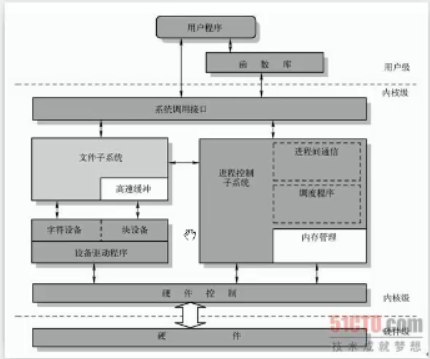 用户程序
函 数 库
用户级
内核级
系统调用接口
文件子系统
高速缓冲
进程控制
子系统
进程间通信
调度程序
内存管理
字符设备
块设备
设备驱动程序
硬 件 控 制
内核级
硬件级
硬 件
51CTO.com
技术成就梦想